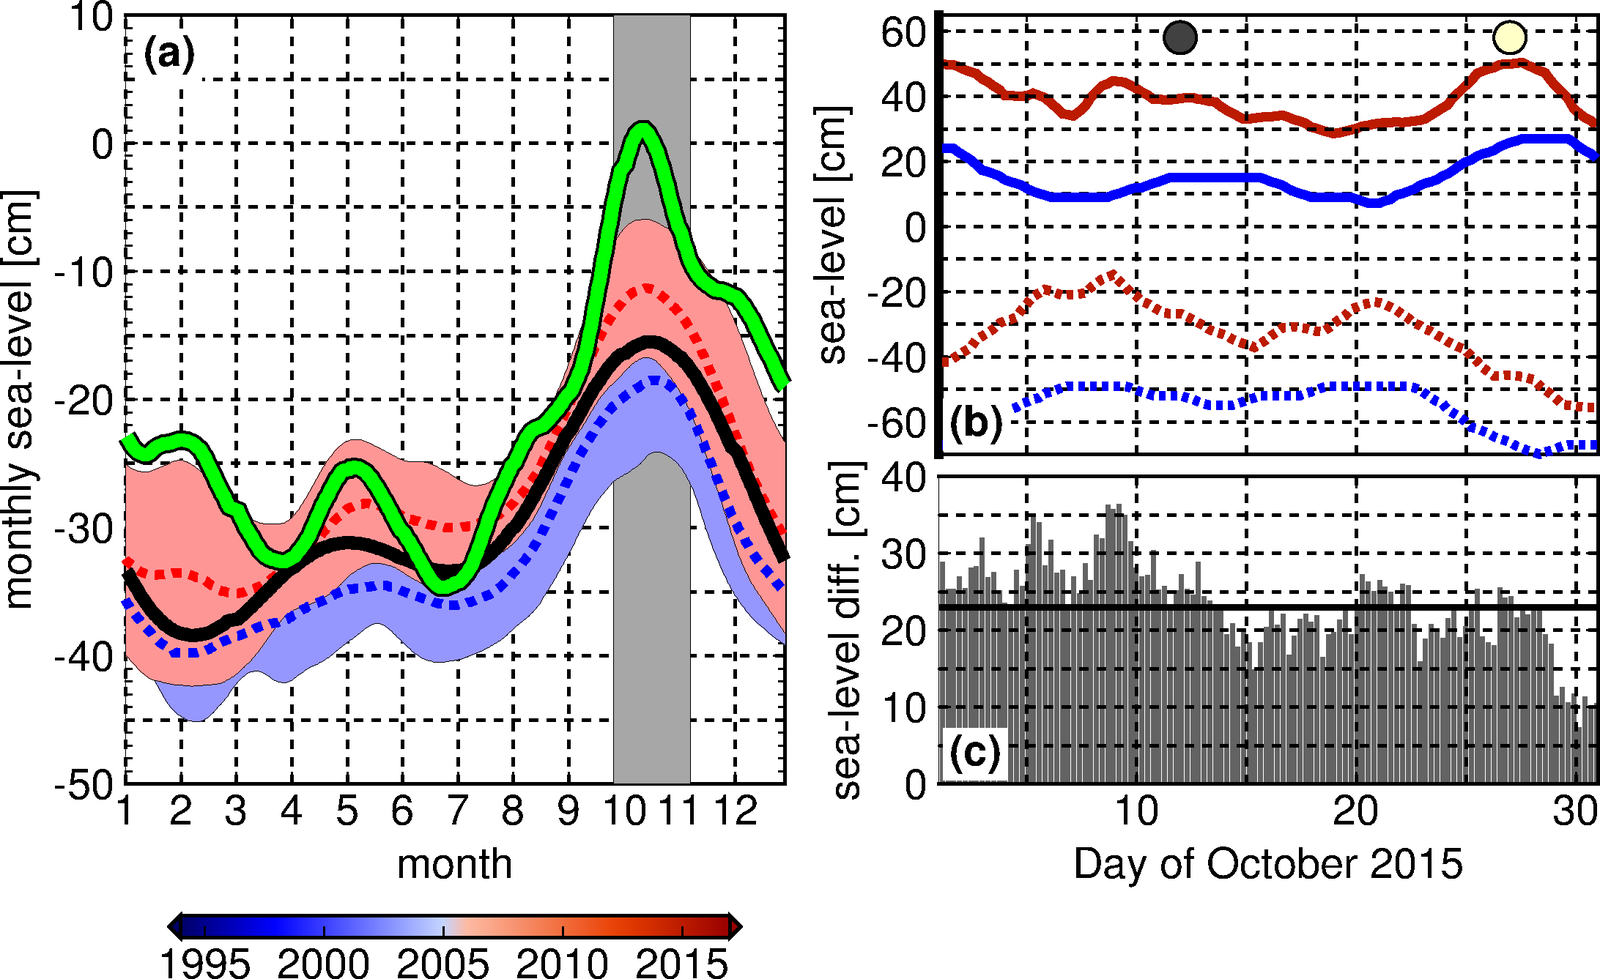 (a)
monthly sea-level [cm]
10
0
-10
-20
-30
-40
-50
1 2 3 4 5 6 7 8 9 10 11 12
month
1995 2000 2005 2010 2015
(b)
sea-level [cm]
60
40
20
0
-20
-40
-60
(c)
sea-level diff. [cm]
40
30
20
10
0
10 20 30
Day of October 2015